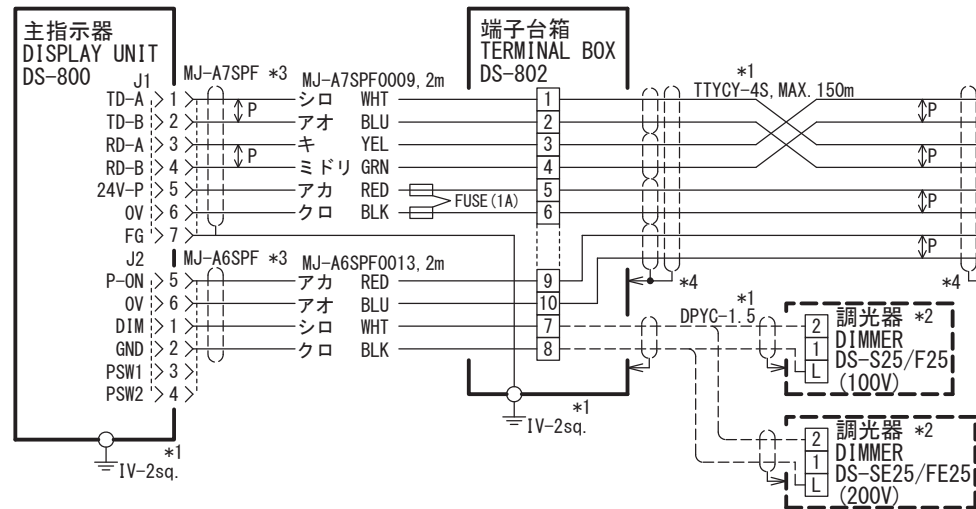 主指示器
DISPLAY UNIT
DS-800
J1
MJ-A7SPF *3
MJ-A7SPF0009, 2m
TD-A 1 シロ WHT
TD-B 2 P アオ BLU
RD-A 3 キ YEL
RD-B 4 P ミドリ GRN
24V-P 5 アカ RED
0V 6 クロ BLK
FUSE(1A)
FG 7
J2
MJ-A6SPF *3
MJ-A6SPF0013, 2m
P-ON 5 アカ RED
0V 6 アオ BLU
DIM 1 シロ WHT
GND 2 クロ BLK
PSW1 3
PSW2 4
*1
IV-2sq.
端子台箱
TERMINAL BOX
DS-802
1
2
3
4
5
6
9
10
7
8
*1
IV-2sq.
*1
TTYCY-4S, MAX. 150m
P
P
P
P
*4
*4
*1
DPYC-1.5
2
1
L
調光器 *2
DIMMER
DS-S25/F25
(100V)
2
1
L
調光器 *2
DIMMER
DS-SE25/FE25
(200V)